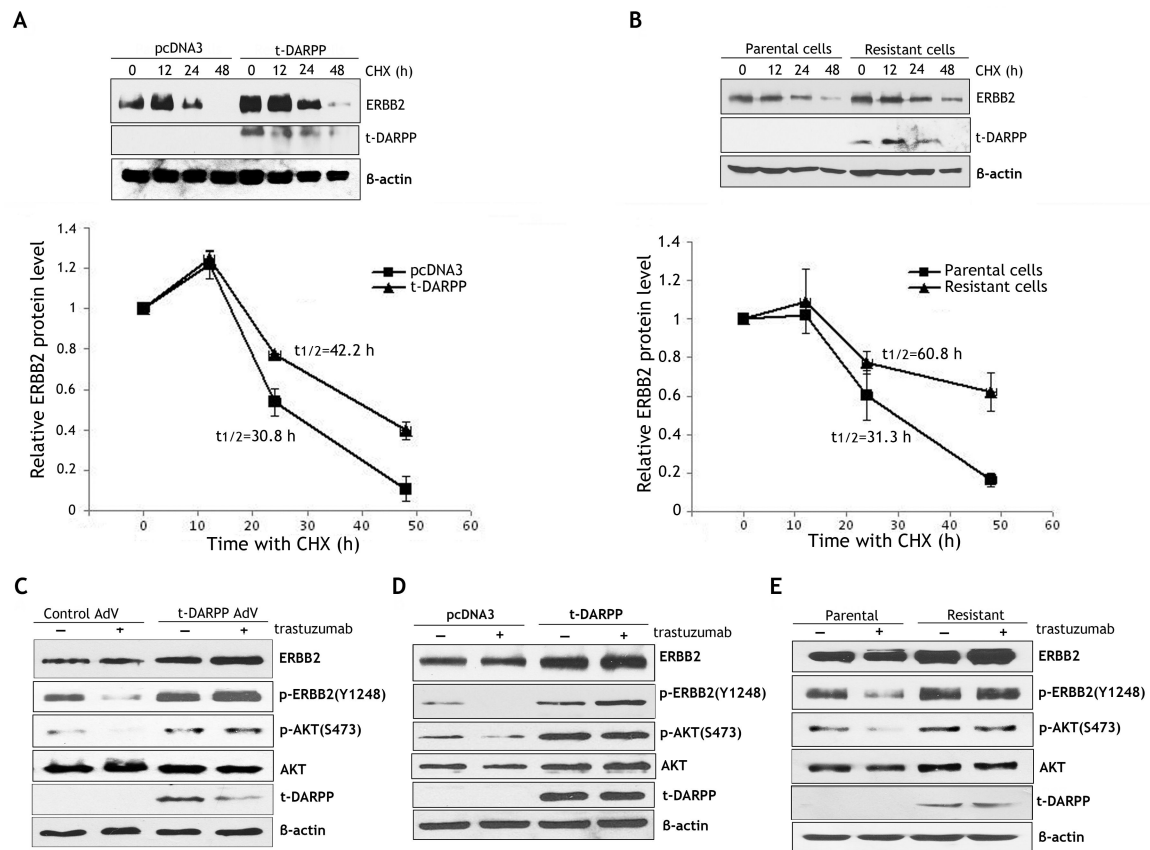 A
pcDNA3 t-DARPP
0 12 24 48 0 12 24 48 CHX (h)
ERBB2
t-DARPP
ß-actin
1.4
1.2
1
0.8
0.6
0.4
0.2
0
Relative ERBB2 protein level
pcDNA3
t-DARPP
t1/2=42.2 h
t1/2=30.8 h
0 10 20 30 40 50 60
Time with CHX (h)
B
Parental cells Resistant cells
0 12 24 48 0 12 24 48 CHX (h)
ERBB2
t-DARPP
ß-actin
1.4
1.2
1
0.8
0.6
0.4
0.2
0
Relative ERBB2 protein level
Parental cells
Resistant cells
t1/2=60.8 h
t1/2=31.3 h
0 10 20 30 40 50 60
Time with CHX (h)
C
Control AdV t-DARPP AdV
– + – + trastuzumab
ERBB2
p-ERBB2(Y1248)
p-AKT(S473)
AKT
t-DARPP
ß-actin
D
pcDNA3 t-DARPP
– + – + trastuzumab
ERBB2
p-ERBB2(Y1248)
p-AKT(S473)
AKT
t-DARPP
ß-actin
E
Parental Resistant
– + – + trastuzumab
ERBB2
p-ERBB2(Y1248)
p-AKT(S473)
AKT
t-DARPP
ß-actin